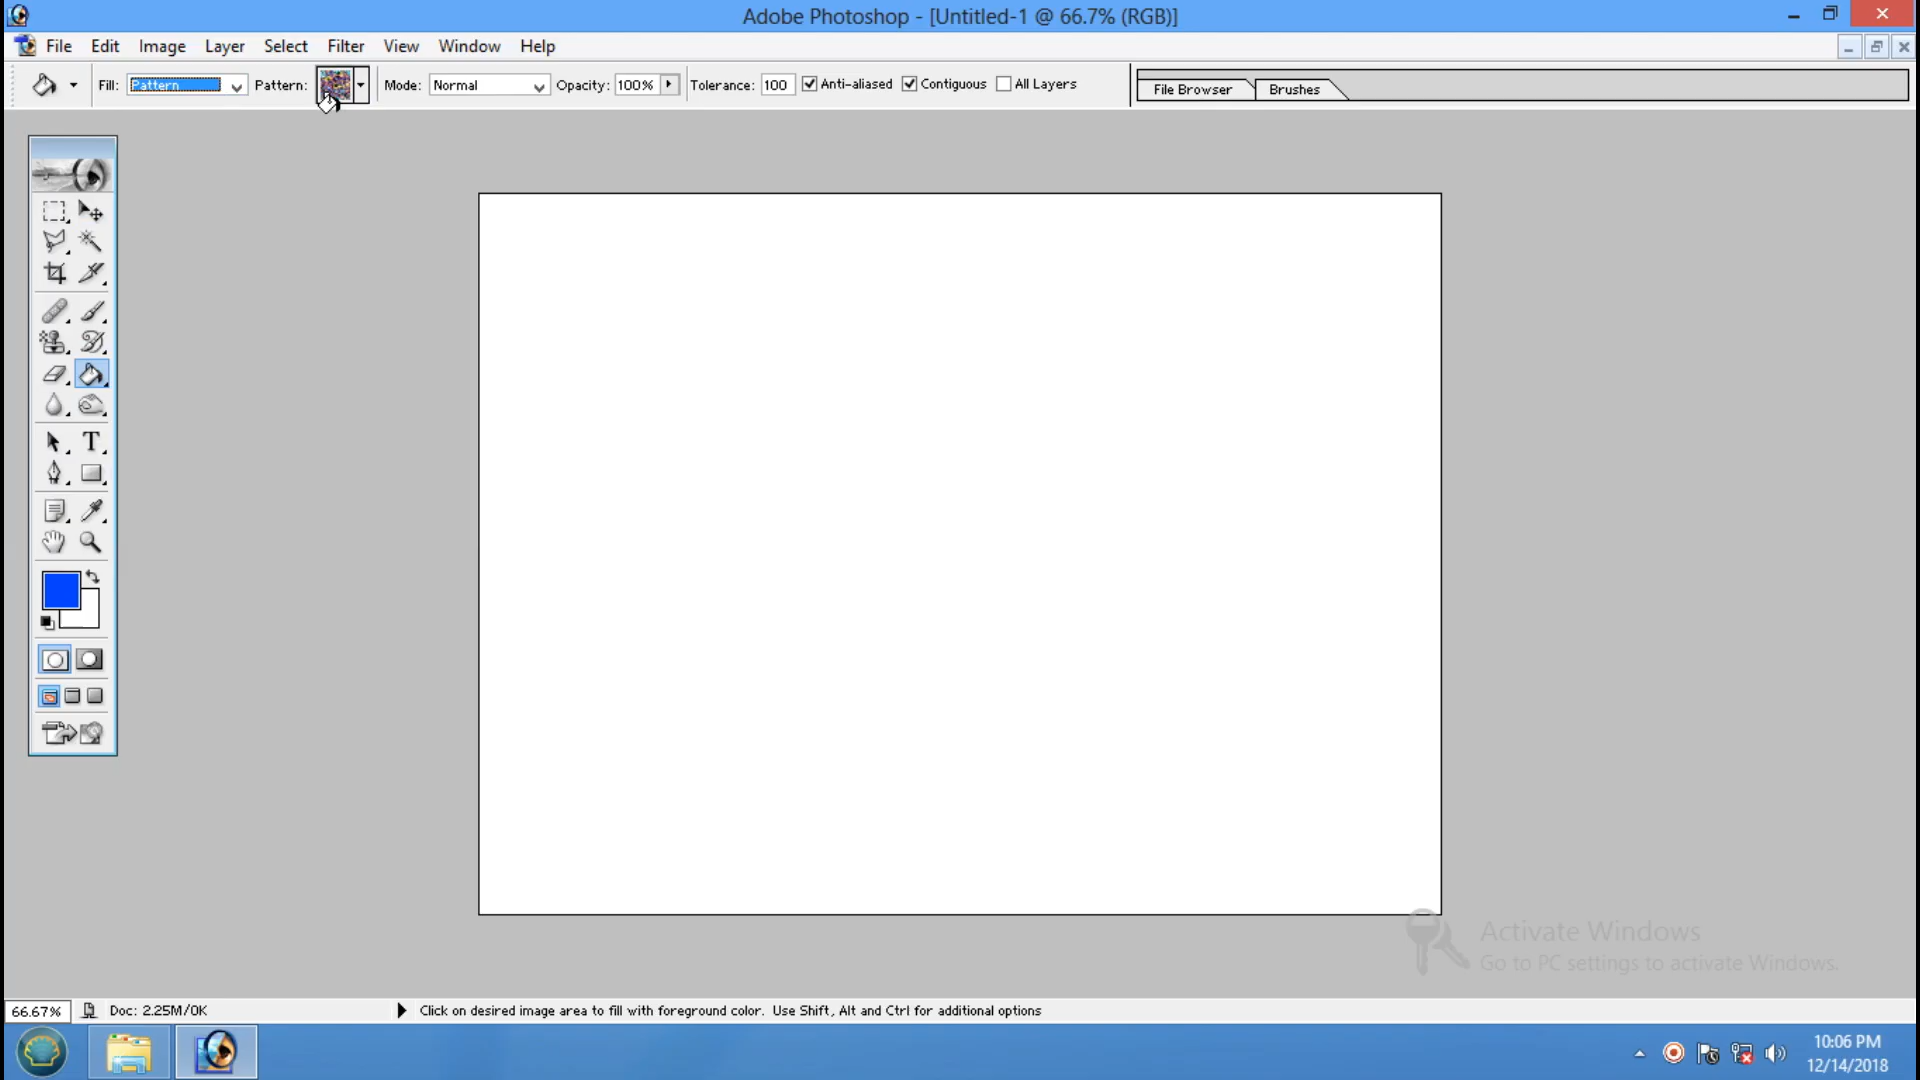 Adobe Photoshop - [Untitled-1 @ 66.7% (RGB)]
File Edit Image Layer Select Filter View Window Help
Fill: Pattern Pattern: Mode: Normal Opacity: 100% Tolerance: 100 Anti-aliased Contiguous All Layers File Browser Brushes
T
Activate Windows
Go to PC settings to activate Windows.
66.67% Doc: 2.25M/0K Click on desired image area to fill with foreground color. Use Shift, Alt and Ctrl for additional options
10:06 PM
12/14/2018